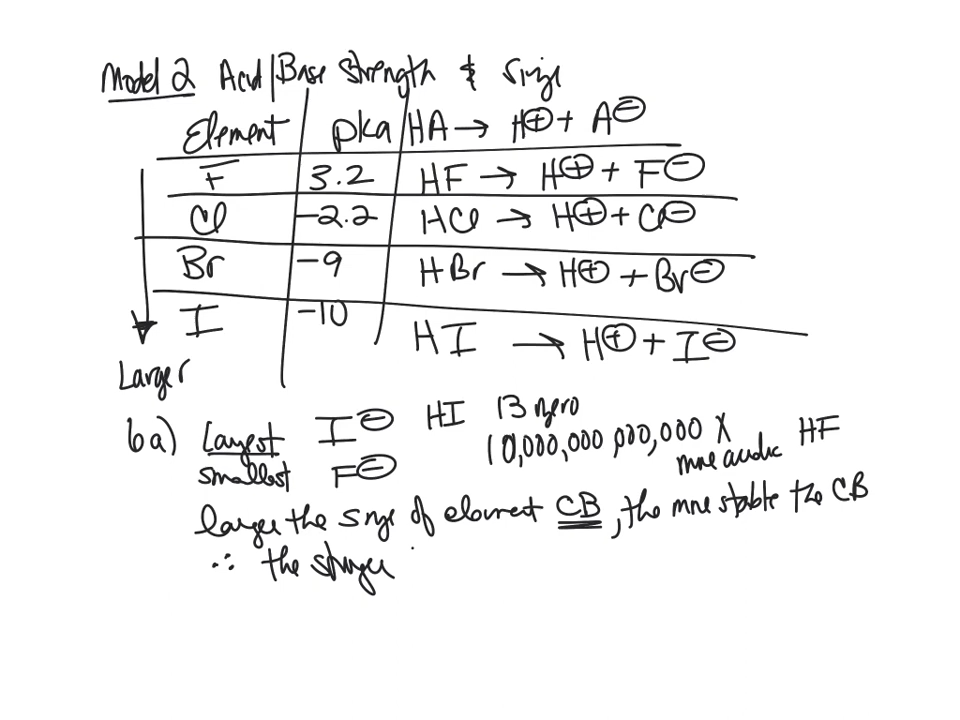 Model 2 Acid/Base Strength & Size
Element pka HA → H⊕ + A⊖
F 3.2 HF → H⊕ + F⊖
Cl -2.2 HCl → H⊕ + Cl⊖
Br -9 HBr → H⊕ + Br⊖
I -10 HI → H⊕ + I⊖
Larger
6a) Largest I⊖ HI 13 zero
10,000,000,000,000 X HF
more acidic
smallest F⊖
larger the size of element CB, the more stable the CB
∴ the stronger